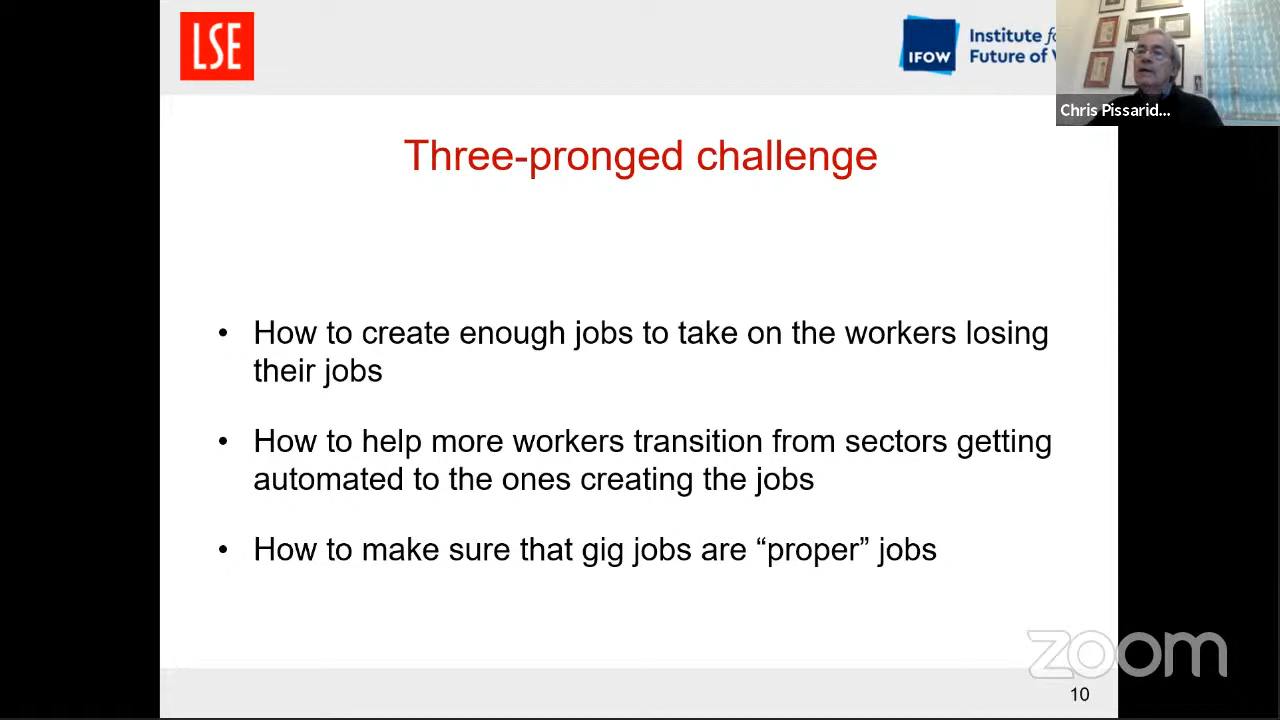 LSE
IFOW
Institute
Future of
Chris Pissarid...
Three-pronged challenge
• How to create enough jobs to take on the workers losing
their jobs
• How to help more workers transition from sectors getting
automated to the ones creating the jobs
• How to make sure that gig jobs are “proper” jobs
zoom
10